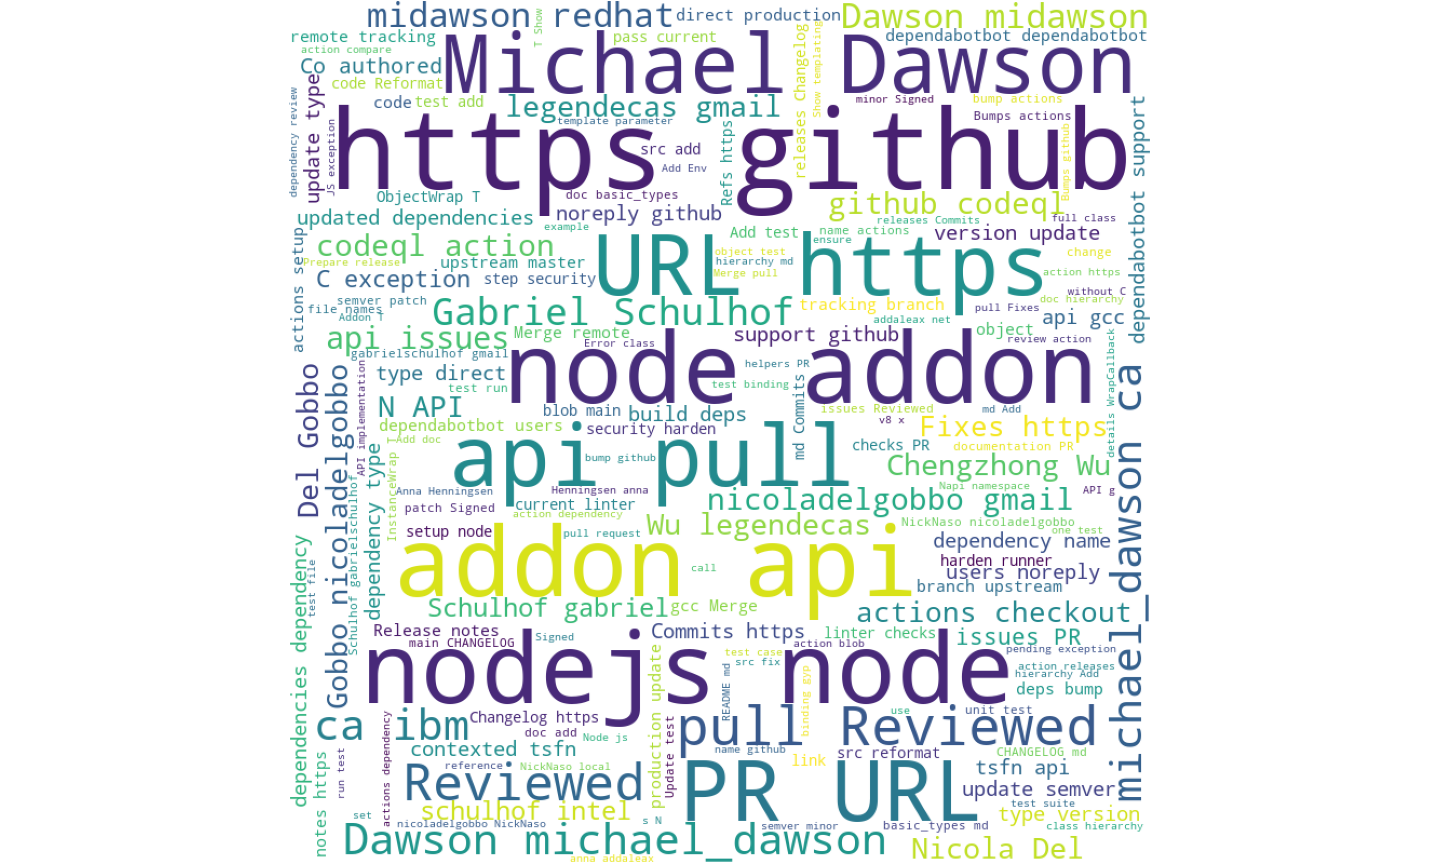 midawson redhat
direct production
Dawson midawson
T Show
remote tracking
action compare
pass current
dependabotbot dependabotbot
Michael Dawson
Co authored
code Reformat
code
test add
legendecas gmail
releases Changelog
Show templating
minor Signed
bump actions
Bumps actions
template parameter
dependency review
update type
JS exception
https github
src add
Add Env
Refs https
Bumps github
dependabotbot support
ObjectWrap T
doc basic_types
updated dependencies
noreply github
example
github codeql
releases Commits
full class
codeql action
Add test
name actions
ensure
version update
URL https
object test
hierarchy md
Merge pull
change
actions setup
Prepare release
upstream master
C exception
step security
action https
without C
semver patch
file names
Addon T
Gabriel Schulhof
tracking branch
doc hierarchy
pull Fixes
addaleax net
api gcc
api issues
Merge remote
Error class
support github
object
review action
gabrielschulhof gmail
node addon
helpers PR
type direct
test run
test binding
details WrapCallback
michael_dawson ca
Del Gobbo
Gobbo nicoladelgobbo
API implementation
N API
blob main
build deps
md Commits
issues Reviewed
md Add
v8 x
Fixes https
dependabotbot users
security harden
Add doc
api pull
checks PR
documentation PR
bump github
Chengzhong Wu
dependency type
InstanceWrap T
Schulhof gabrielschulhof
Anna Henningsen
Henningsen anna
Napi namespace
API g
patch Signed
current linter
nicoladelgobbo gmail
action dependency
Wu legendecas
NickNaso nicoladelgobbo
one test
setup node
pull request
dependency name
addon api
harden runner
users noreply
call
branch upstream
dependencies dependency
test file
Schulhof gabriel
gcc Merge
actions checkout
Release notes
main CHANGELOG
Signed
Commits https
linter checks
issues PR
nodejs node
test case
src fix
action blob
pending exception
action releases
hierarchy Add
deps bump
production update
README md
binding gyp
ca ibm
Changelog https
doc add
Node js
pull Reviewed
use
unit test
contexted tsfn
Update test
name github
link
src reformat
CHANGELOG md
notes https
run test
actions dependency
reference
NickNaso local
tsfn api
Reviewed
PR URL
update semver
test suite
schulhof intel
type version
set
nicoladelgobbo NickNaso
s N
semver minor
basic_types md
class hierarchy
Dawson michael_dawson
anna addaleax
Nicola Del